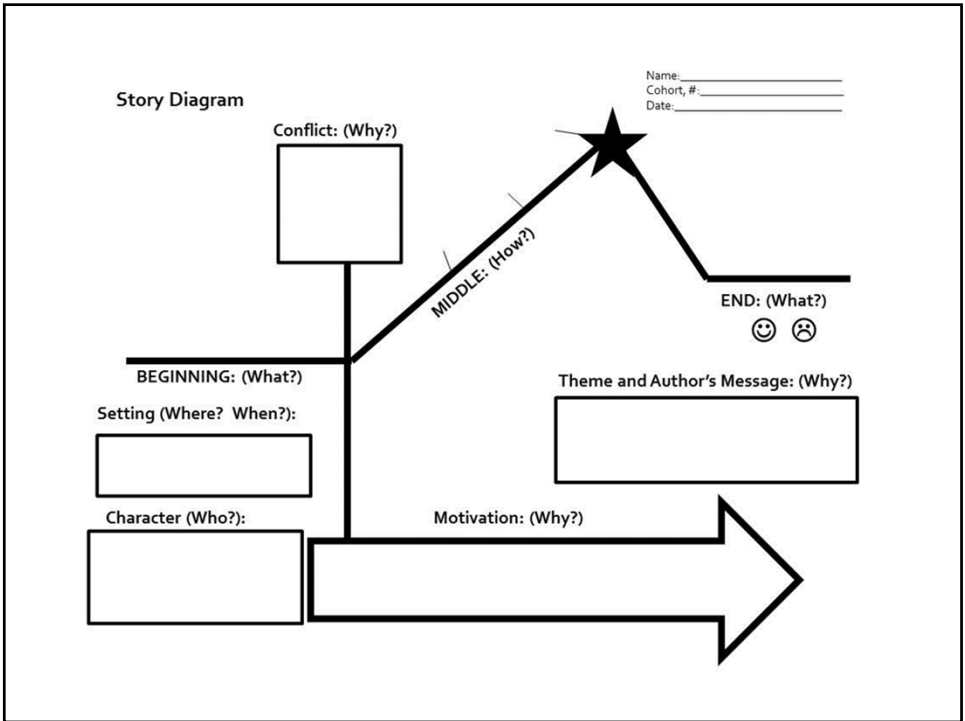 Story Diagram
Name:
Cohort, #:
Date:
Conflict: (Why?)
MIDDLE: (How?)
END: (What?)
BEGINNING: (What?)
Theme and Author's Message: (Why?)
Setting (Where? When?):
Character (Who?):
Motivation: (Why?)